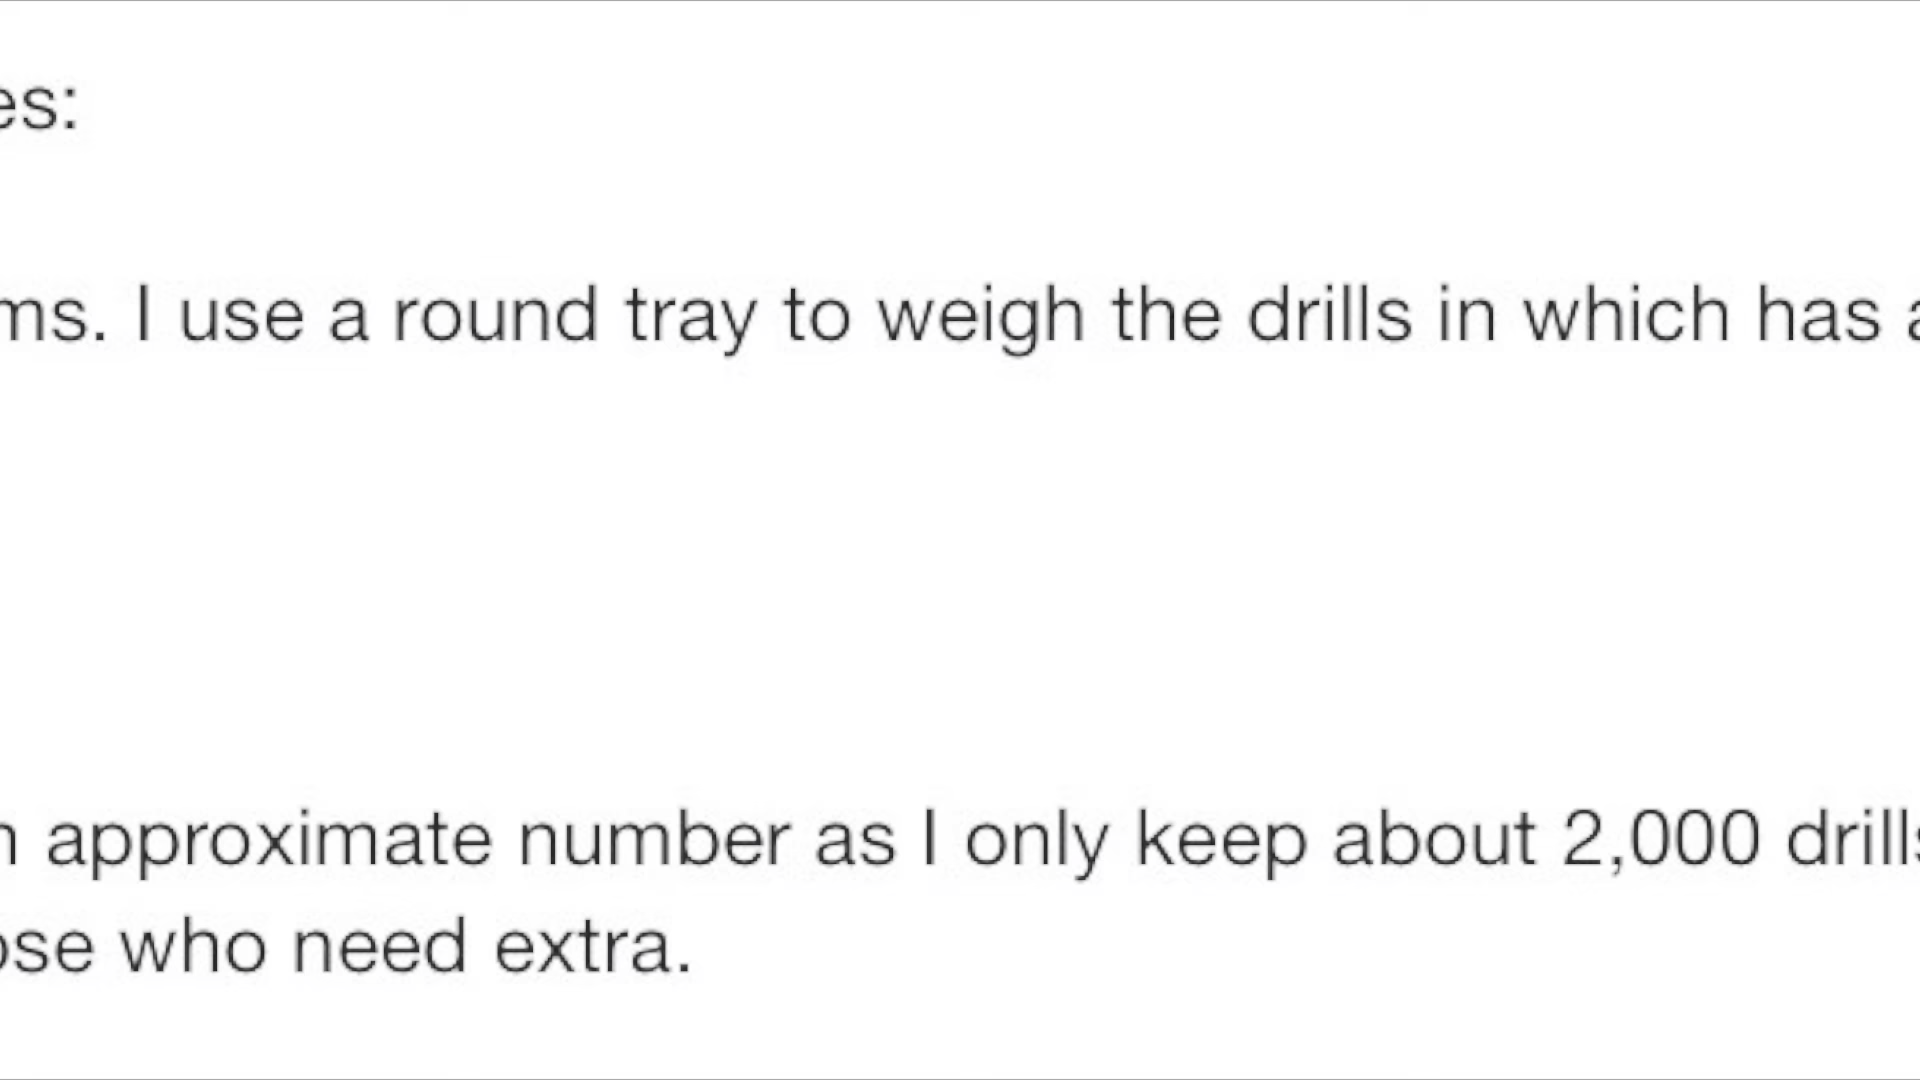 es:
ms. I use a round tray to weigh the drills in which has a
n approximate number as I only keep about 2,000 drills
ose who need extra.